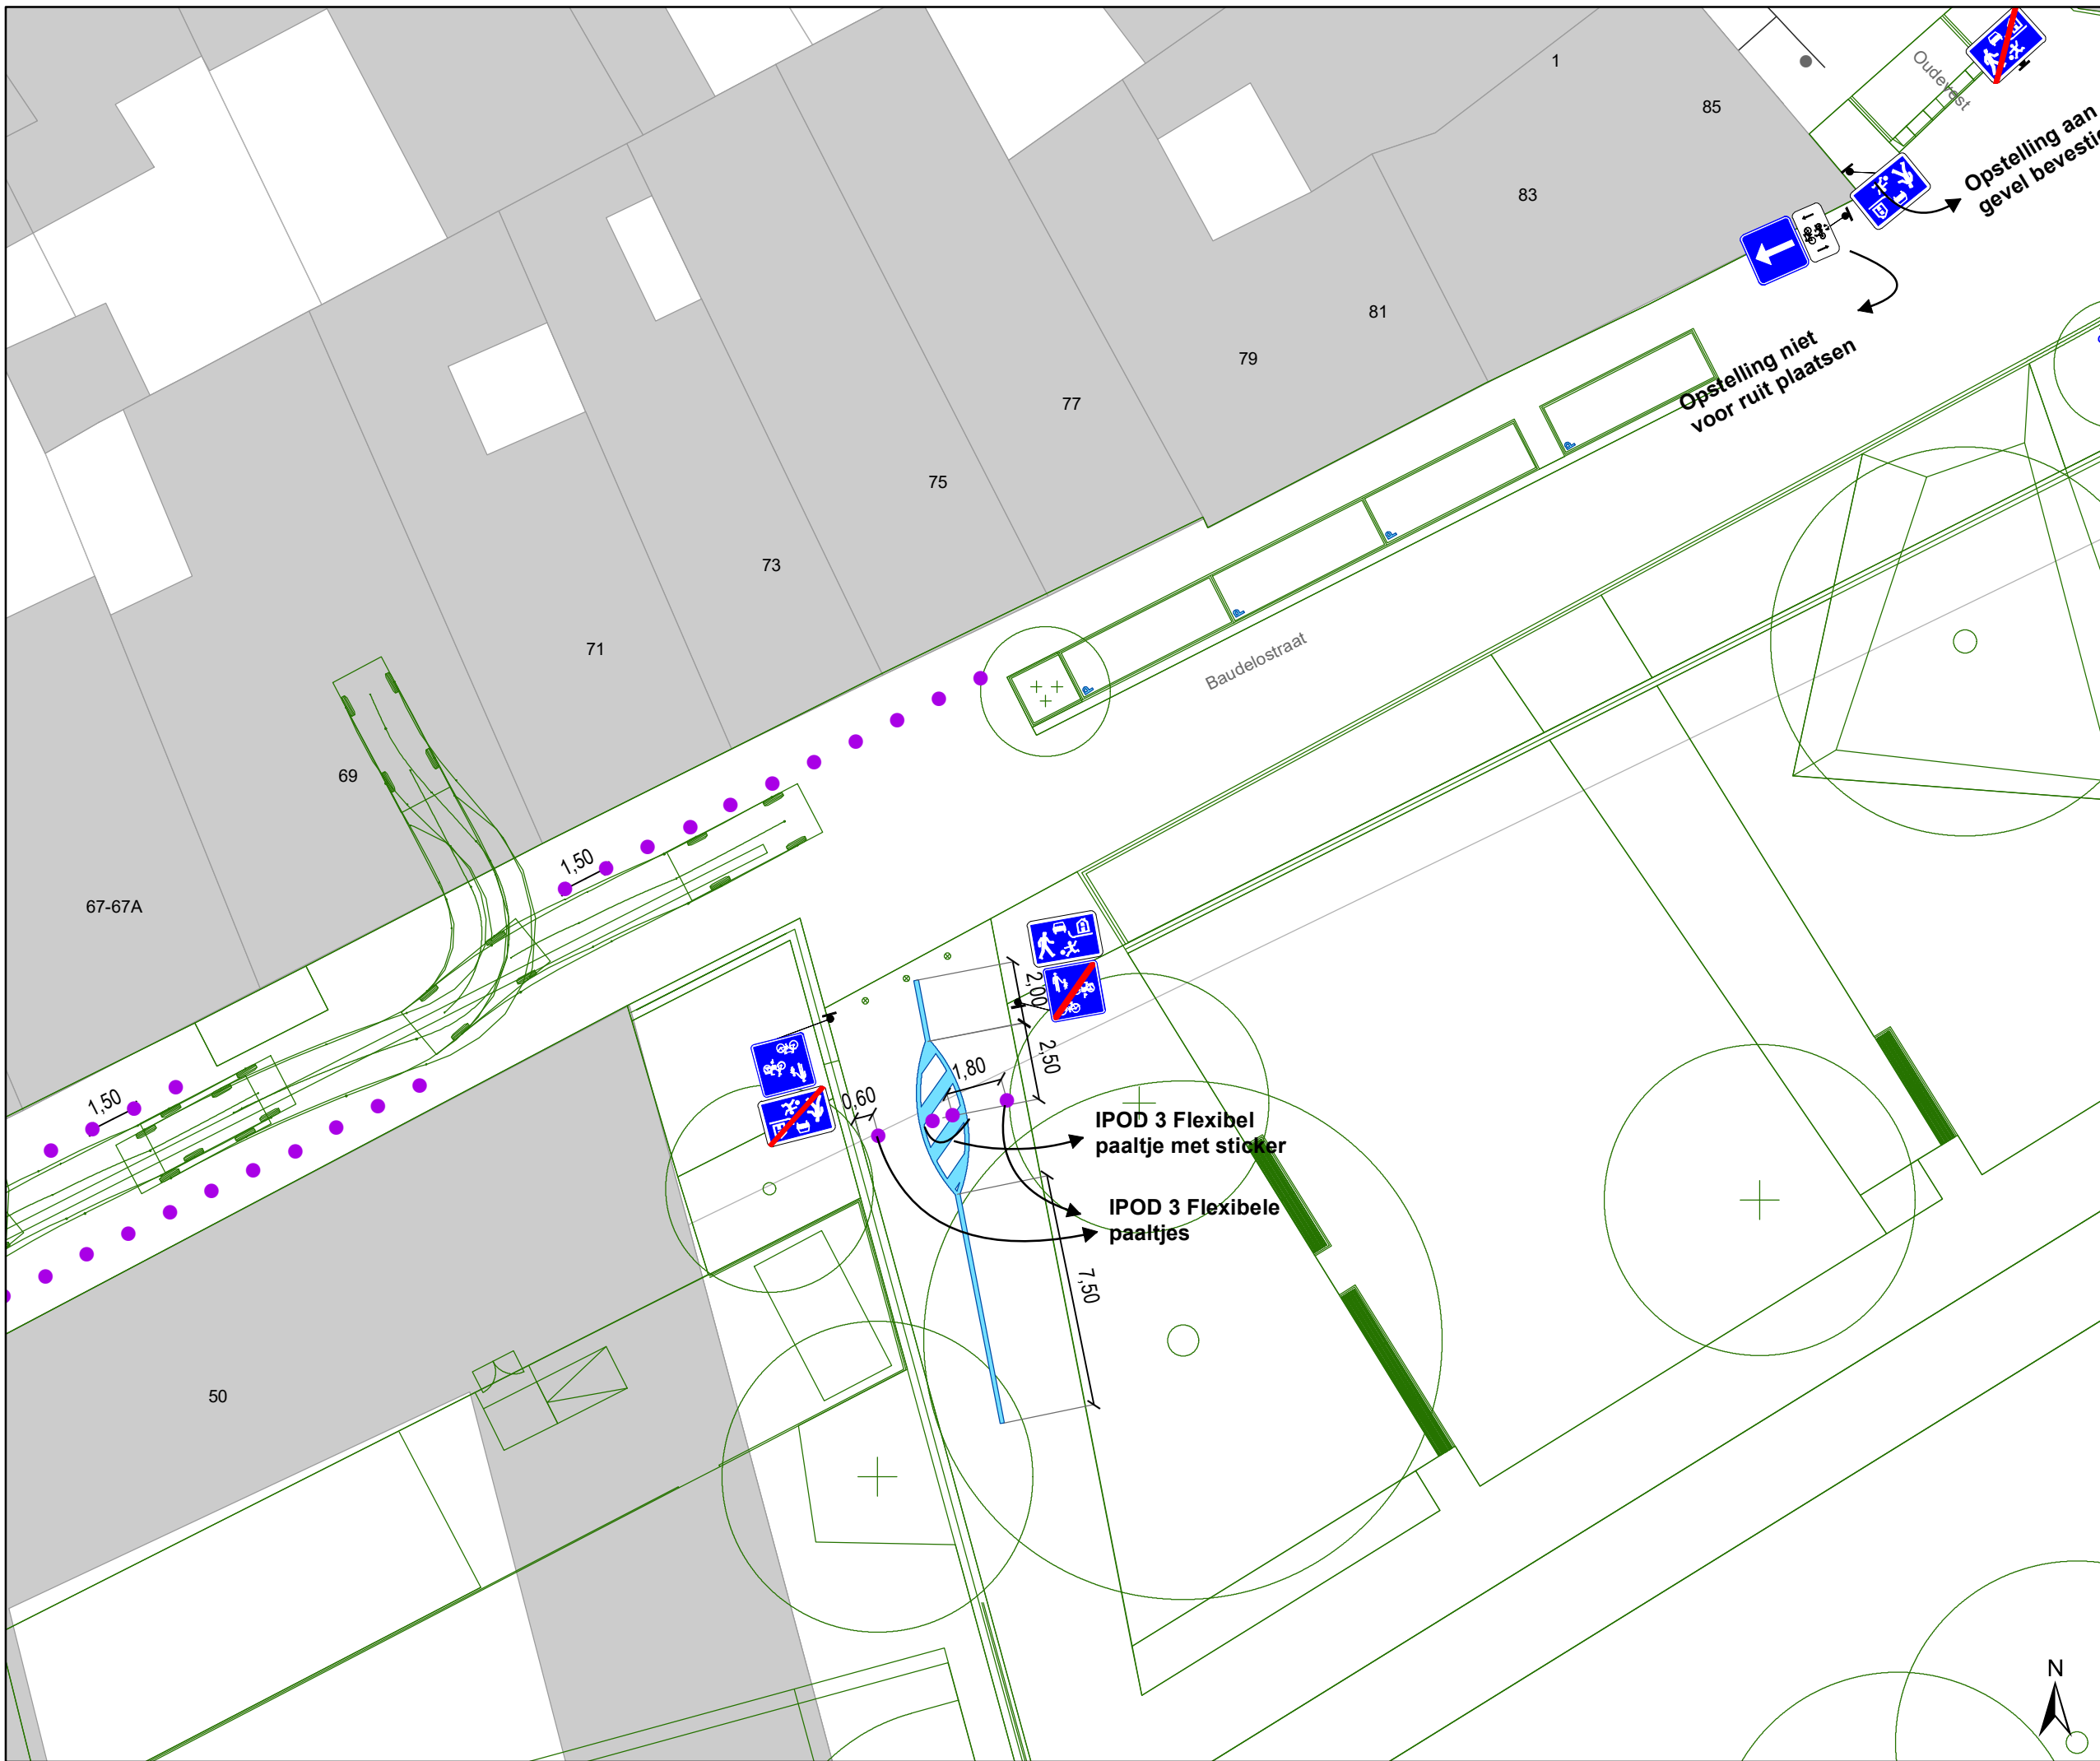 1
85
Oudevest
Opstelling aan
gevel
83
81
79
77
75
73
71
69
67-67A
50
Opstelling niet
voor ruit plaatsen
P
P
P
P
Baudelostraat
1,50
1,50
2,00
2,50
1,80
0,60
7,50
IPOD 3 Flexibel
paaltje met sticker
IPOD 3 Flexibele
paaltjes
N